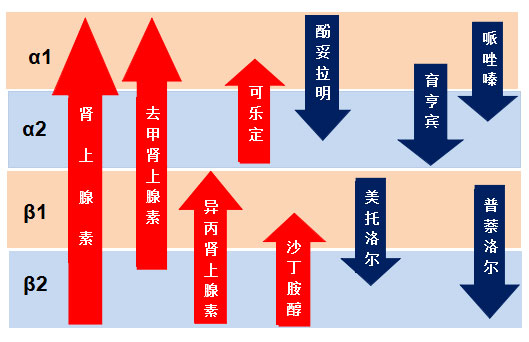 α1
α2
β1
β2
肾上腺素
去甲肾上腺素
异丙肾上腺素
可乐定
沙丁胺醇
酚妥拉明
美托洛尔
育亨宾
哌唑嗪
普萘洛尔